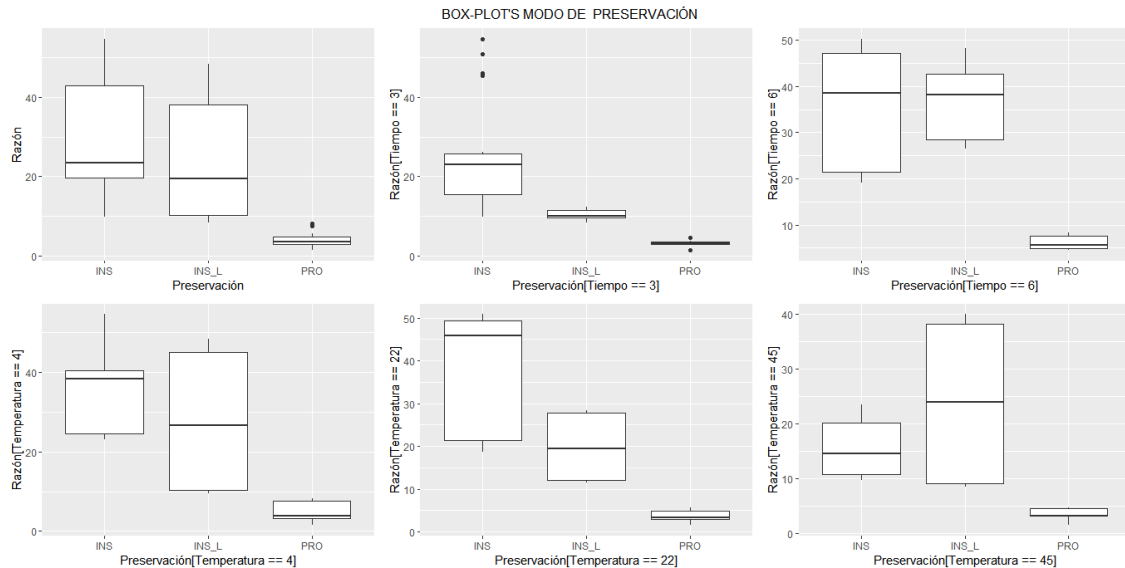 BOX-PLOT'S MODO DE  PRESERVACIÓN
Razón
40
20
0
INS INS_L PRO
Preservación
Razón[Tiempo == 3]
40
20
0
INS INS_L PRO
Preservación[Tiempo == 3]
Razón[Tiempo == 6]
50
40
30
20
10
INS INS_L PRO
Preservación[Tiempo == 6]
Razón[Temperatura == 4]
40
20
0
INS INS_L PRO
Preservación[Temperatura == 4]
Razón[Temperatura == 22]
50
40
30
20
10
0
INS INS_L PRO
Preservación[Temperatura == 22]
Razón[Temperatura == 45]
40
30
20
10
0
INS INS_L PRO
Preservación[Temperatura == 45]